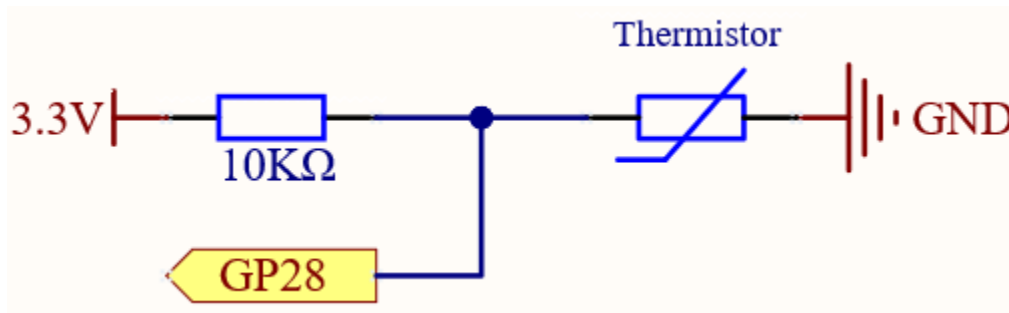 Thermistor
3.3V
GND
10KΩ
GP28